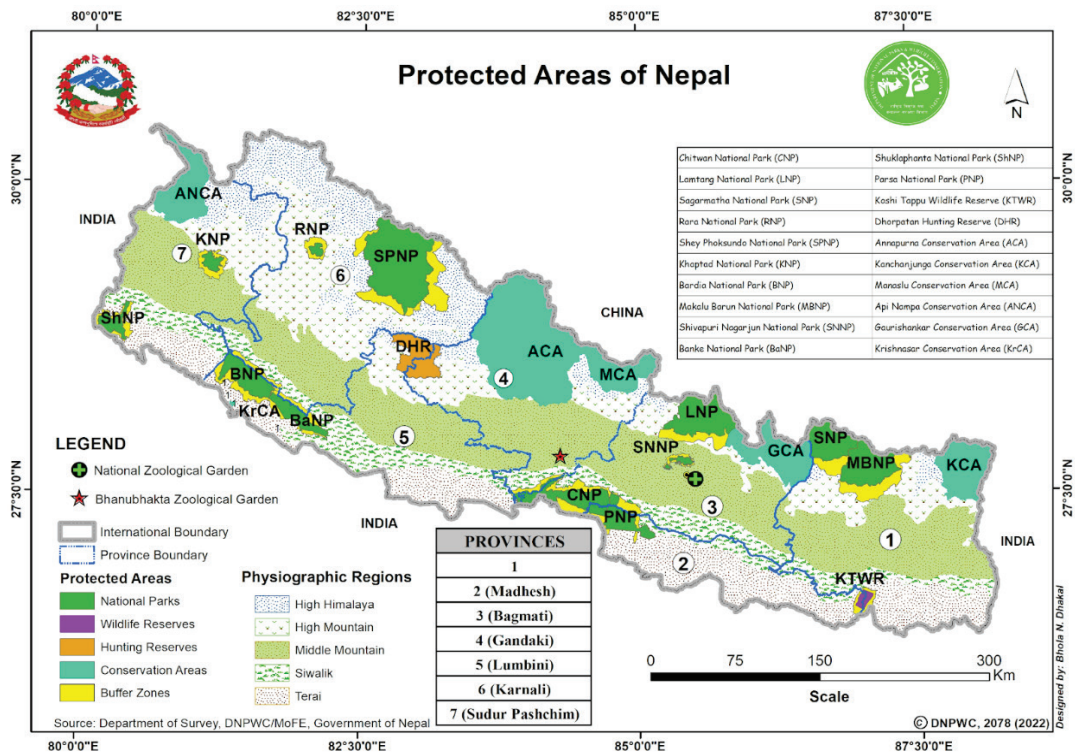 80°0'0"E 82°30'0"E 85°0'0"E 87°30'0"E
Protected Areas of Nepal
N
30°0'0"N
30°0'0"N
27°30'0"N
27°30'0"N
Chitwan National Park (CNP) Shuklaphanta National Park (ShNP)
Lamtang National Park (LNP) Parsa National Park (PNP)
Sagarmatha National Park (SNP) Koshi Tappu Wildlife Reserve (KTWR)
Rara National Park (RNP) Dhorpatan Hunting Reserve (DHR)
Shey Phoksundo National Park (SPNP) Annapurna Conservation Area (ACA)
Khaptad National Park (KNP) Kanchanjunga Conservation Area (KCA)
Bardia National Park (BNP) Manaslu Conservation Area (MCA)
Makalu Barun National Park (MBNP) Api Nampa Conservation Area (ANCA)
Shivapuri Nagarjun National Park (SNNP) Gaurishankar Conservation Area (GCA)
Banke National Park (BaNP) Krishnasar Conservation Area (KrCA)
ANCA
INDIA
KNP
7
RNP
6
SPNP
CHINA
ShNP
DHR
ACA
4
MCA
BNP
KrCA
BaNP
5
LNP
SNNP
GCA
SNP
MBNP
KCA
CNP
PNP
3
2
1
INDIA
INDIA
KTWR
LEGEND
National Zoological Garden
Bhanubhakta Zoological Garden
International Boundary
Province Boundary
Protected Areas
National Parks
Wildlife Reserves
Hunting Reserves
Conservation Areas
Buffer Zones
Physiographic Regions
High Himalaya
High Mountain
Middle Mountain
Siwalik
Terai
PROVINCES
1
2 (Madhesh)
3 (Bagmati)
4 (Gandaki)
5 (Lumbini)
6 (Karnali)
7 (Sudur Pashchim)
0 75 150 300
Km
Scale
Designed by: Bhola N. Dhakal
Source: Department of Survey, DNPWC/MoFE, Government of Nepal
© DNPWC, 2078 (2022)
80°0'0"E 82°30'0"E 85°0'0"E 87°30'0"E